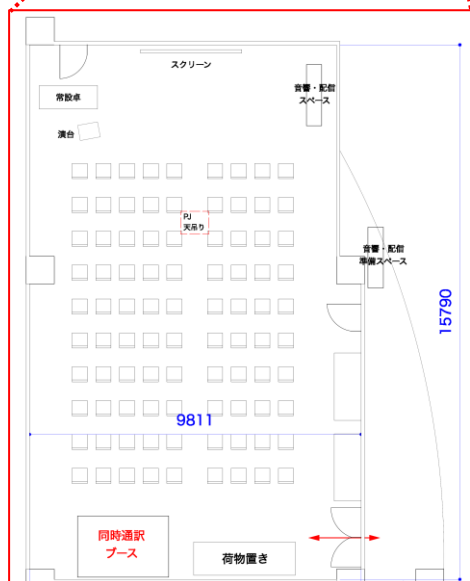 スクリーン
音響・配信
スペース
常設卓
演台
PJ
天吊り
音響・配信
準備スペース
15790
9811
同時通訳
ブース
荷物置き